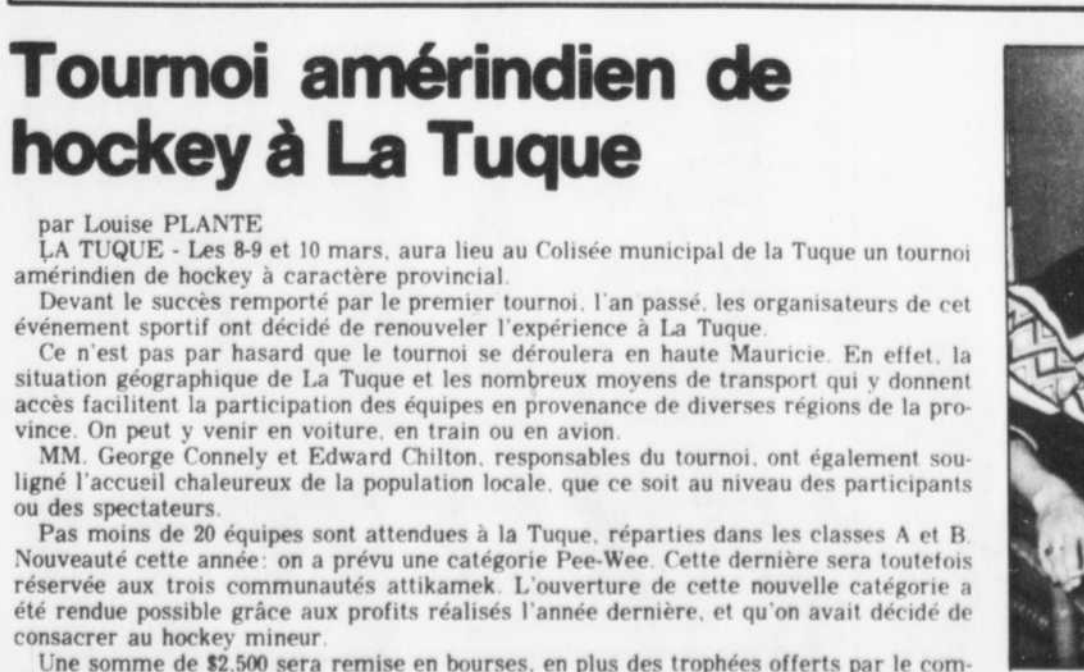 Tournoi amérindien de
hockey à La Tuque
par Louise PLANTE
LA TUQUE - Les 8-9 et 10 mars, aura lieu au Colisée municipal de la Tuque un tournoi
amérindien de hockey à caractère provincial.
Devant le succès remporté par le premier tournoi, l'an passé, les organisateurs de cet
événement sportif ont décidé de renouveler l'expérience à La Tuque.
Ce n'est pas par hasard que le tournoi se déroulera en haute Mauricie. En effet, la
situation géographique de La Tuque et les nombreux moyens de transport qui y donnent
accès facilitent la participation des équipes en provenance de diverses régions de la pro-
vince. On peut y venir en voiture, en train ou en avion.
MM. George Connely et Edward Chilton, responsables du tournoi, ont également sou-
ligné l'accueil chaleureux de la population locale, que ce soit au niveau des participants
ou des spectateurs.
Pas moins de 20 équipes sont attendues à la Tuque, réparties dans les classes A et B.
Nouveauté cette année: on a prévu une catégorie Pee-Wee. Cette dernière sera toutefois
réservée aux trois communautés attikamek. L'ouverture de cette nouvelle catégorie a
été rendue possible grâce aux profits réalisés l'année dernière, et qu'on avait décidé de
consacrer au hockey mineur.
Une somme de $2,500 sera remise en bourses, en plus des trophées offerts par le com-